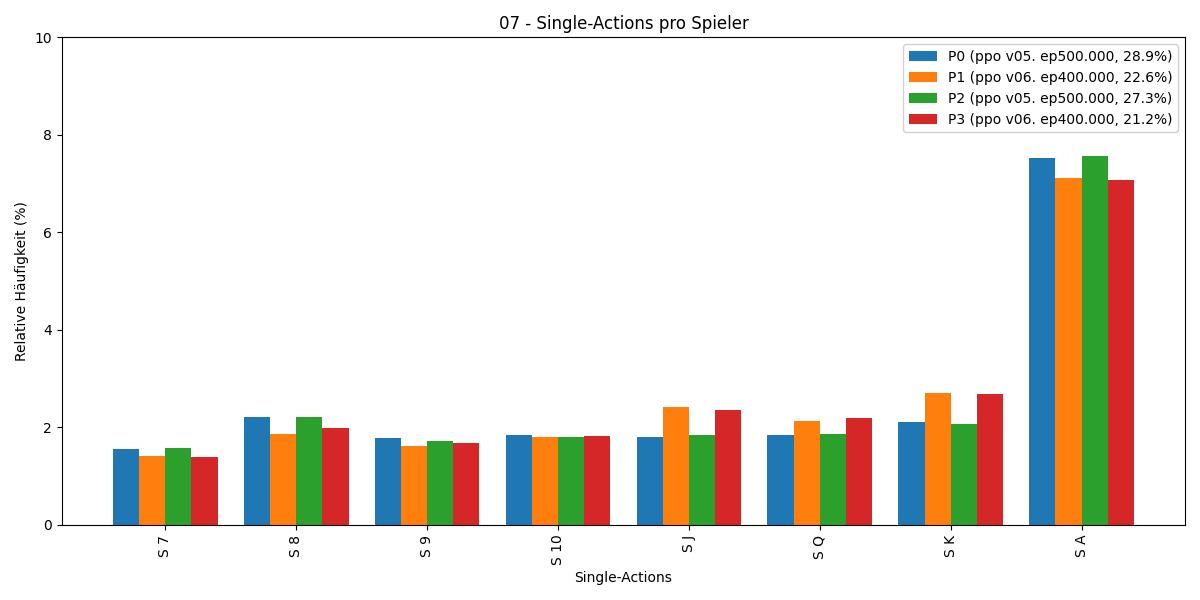 07 - Single-Actions pro Spieler
P0 (ppo v05. ep500.000, 28.9%)
P1 (ppo v06. ep400.000, 22.6%)
P2 (ppo v05. ep500.000, 27.3%)
P3 (ppo v06. ep400.000, 21.2%)
Relative Häufigkeit (%)
10
8
6
4
2
0
S 7
S 8
S 9
S 10
S J
S Q
S K
S A
Single-Actions